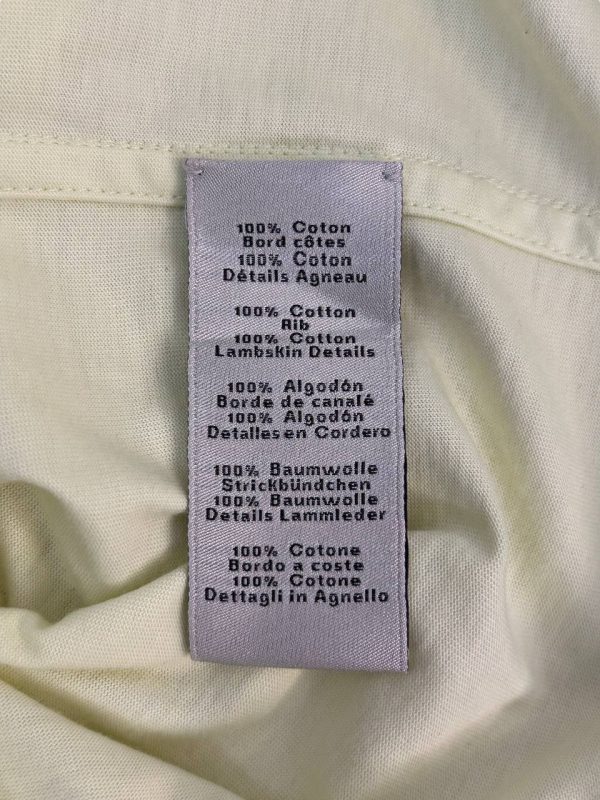 100% Coton
Bord côtes
100% Coton
Détails Agneau
100% Cotton
Rib
100% Cotton
Lambskin Details
100% Algodón
Borde de canalé
100% Algodón
Detalles en Cordero
100% Baumwolle
Strickbündchen
100% Baumwolle
Details Lammleder
100% Cotone
Bordo a coste
100% Cotone
Dettagli in Agnello